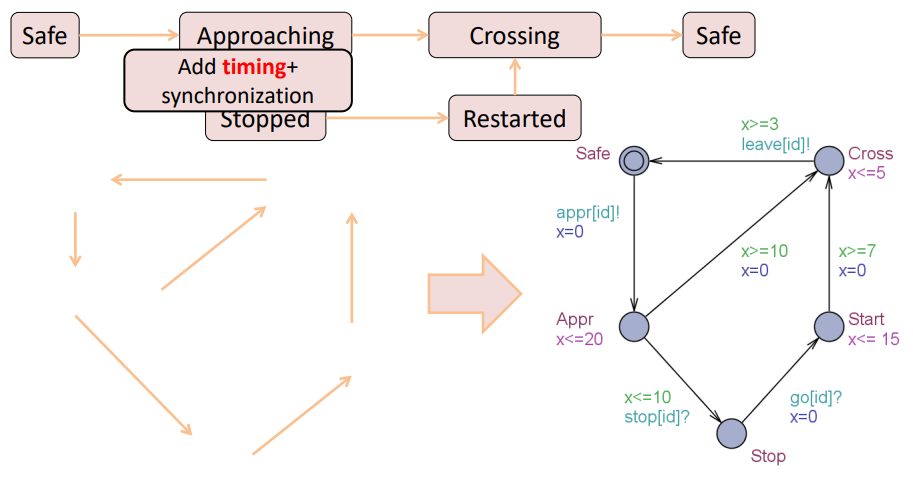 Safe
Approaching
Crossing
Safe
Add timing+
synchronization
Stopped
Restarted
x>=3
leave[id]!
Safe
Cross
x<=5
appr[id]!
x=0
x>=10
x=0
x>=7
x=0
Appr
x<=20
Start
x<= 15
x<=10
stop[id]?
go[id]?
x=0
Stop